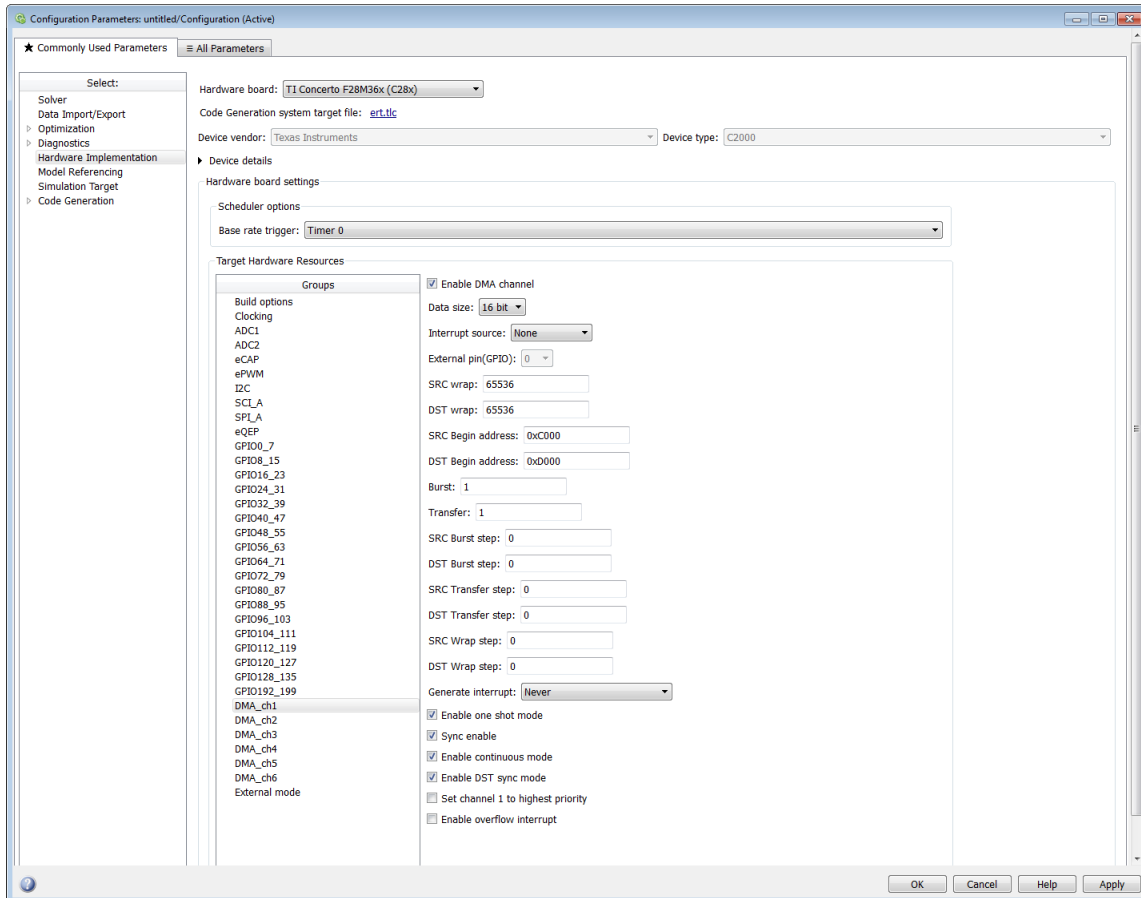 Configuration Parameters: untitled/Configuration (Active)
★ Commonly Used Parameters
≡ All Parameters
Select:
Solver
Data Import/Export
Optimization
Diagnostics
Hardware Implementation
Model Referencing
Simulation Target
Code Generation
Hardware board: TI Concerto F28M36x (C28x)
Code Generation system target file: ert.tlc
Device vendor: Texas Instruments Device type: C2000
Device details
Hardware board settings
Scheduler options
Base rate trigger: Timer 0
Target Hardware Resources
Groups
Build options
Clocking
ADC1
ADC2
eCAP
ePWM
I2C
SCI_A
SPI_A
eQEP
GPIO0_7
GPIO8_15
GPIO16_23
GPIO24_31
GPIO32_39
GPIO40_47
GPIO48_55
GPIO56_63
GPIO64_71
GPIO72_79
GPIO80_87
GPIO88_95
GPIO96_103
GPIO104_111
GPIO112_119
GPIO120_127
GPIO128_135
GPIO192_199
DMA_ch1
DMA_ch2
DMA_ch3
DMA_ch4
DMA_ch5
DMA_ch6
External mode
Enable DMA channel
Data size: 16 bit
Interrupt source: None
External pin(GPIO): 0
SRC wrap: 65536
DST wrap: 65536
SRC Begin address: 0xC000
DST Begin address: 0xD000
Burst: 1
Transfer: 1
SRC Burst step: 0
DST Burst step: 0
SRC Transfer step: 0
DST Transfer step: 0
SRC Wrap step: 0
DST Wrap step: 0
Generate interrupt: Never
Enable one shot mode
Sync enable
Enable continuous mode
Enable DST sync mode
Set channel 1 to highest priority
Enable overflow interrupt
?
OK Cancel Help Apply